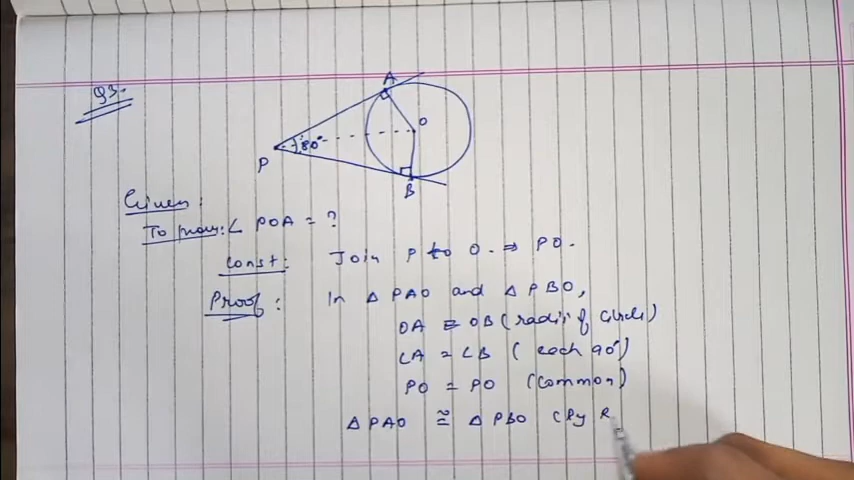 Q3.
A
O
80°
P
B
Given:
To prove: ∠ POA = ?
Const: Join P to O. ⇒ PO.
Proof: In △ PAO and △ PBO,
OA = OB (radii of circle)
∠A = ∠B (each 90°)
PO = PO (common)
△ PAO ≅ △ PBO (By R